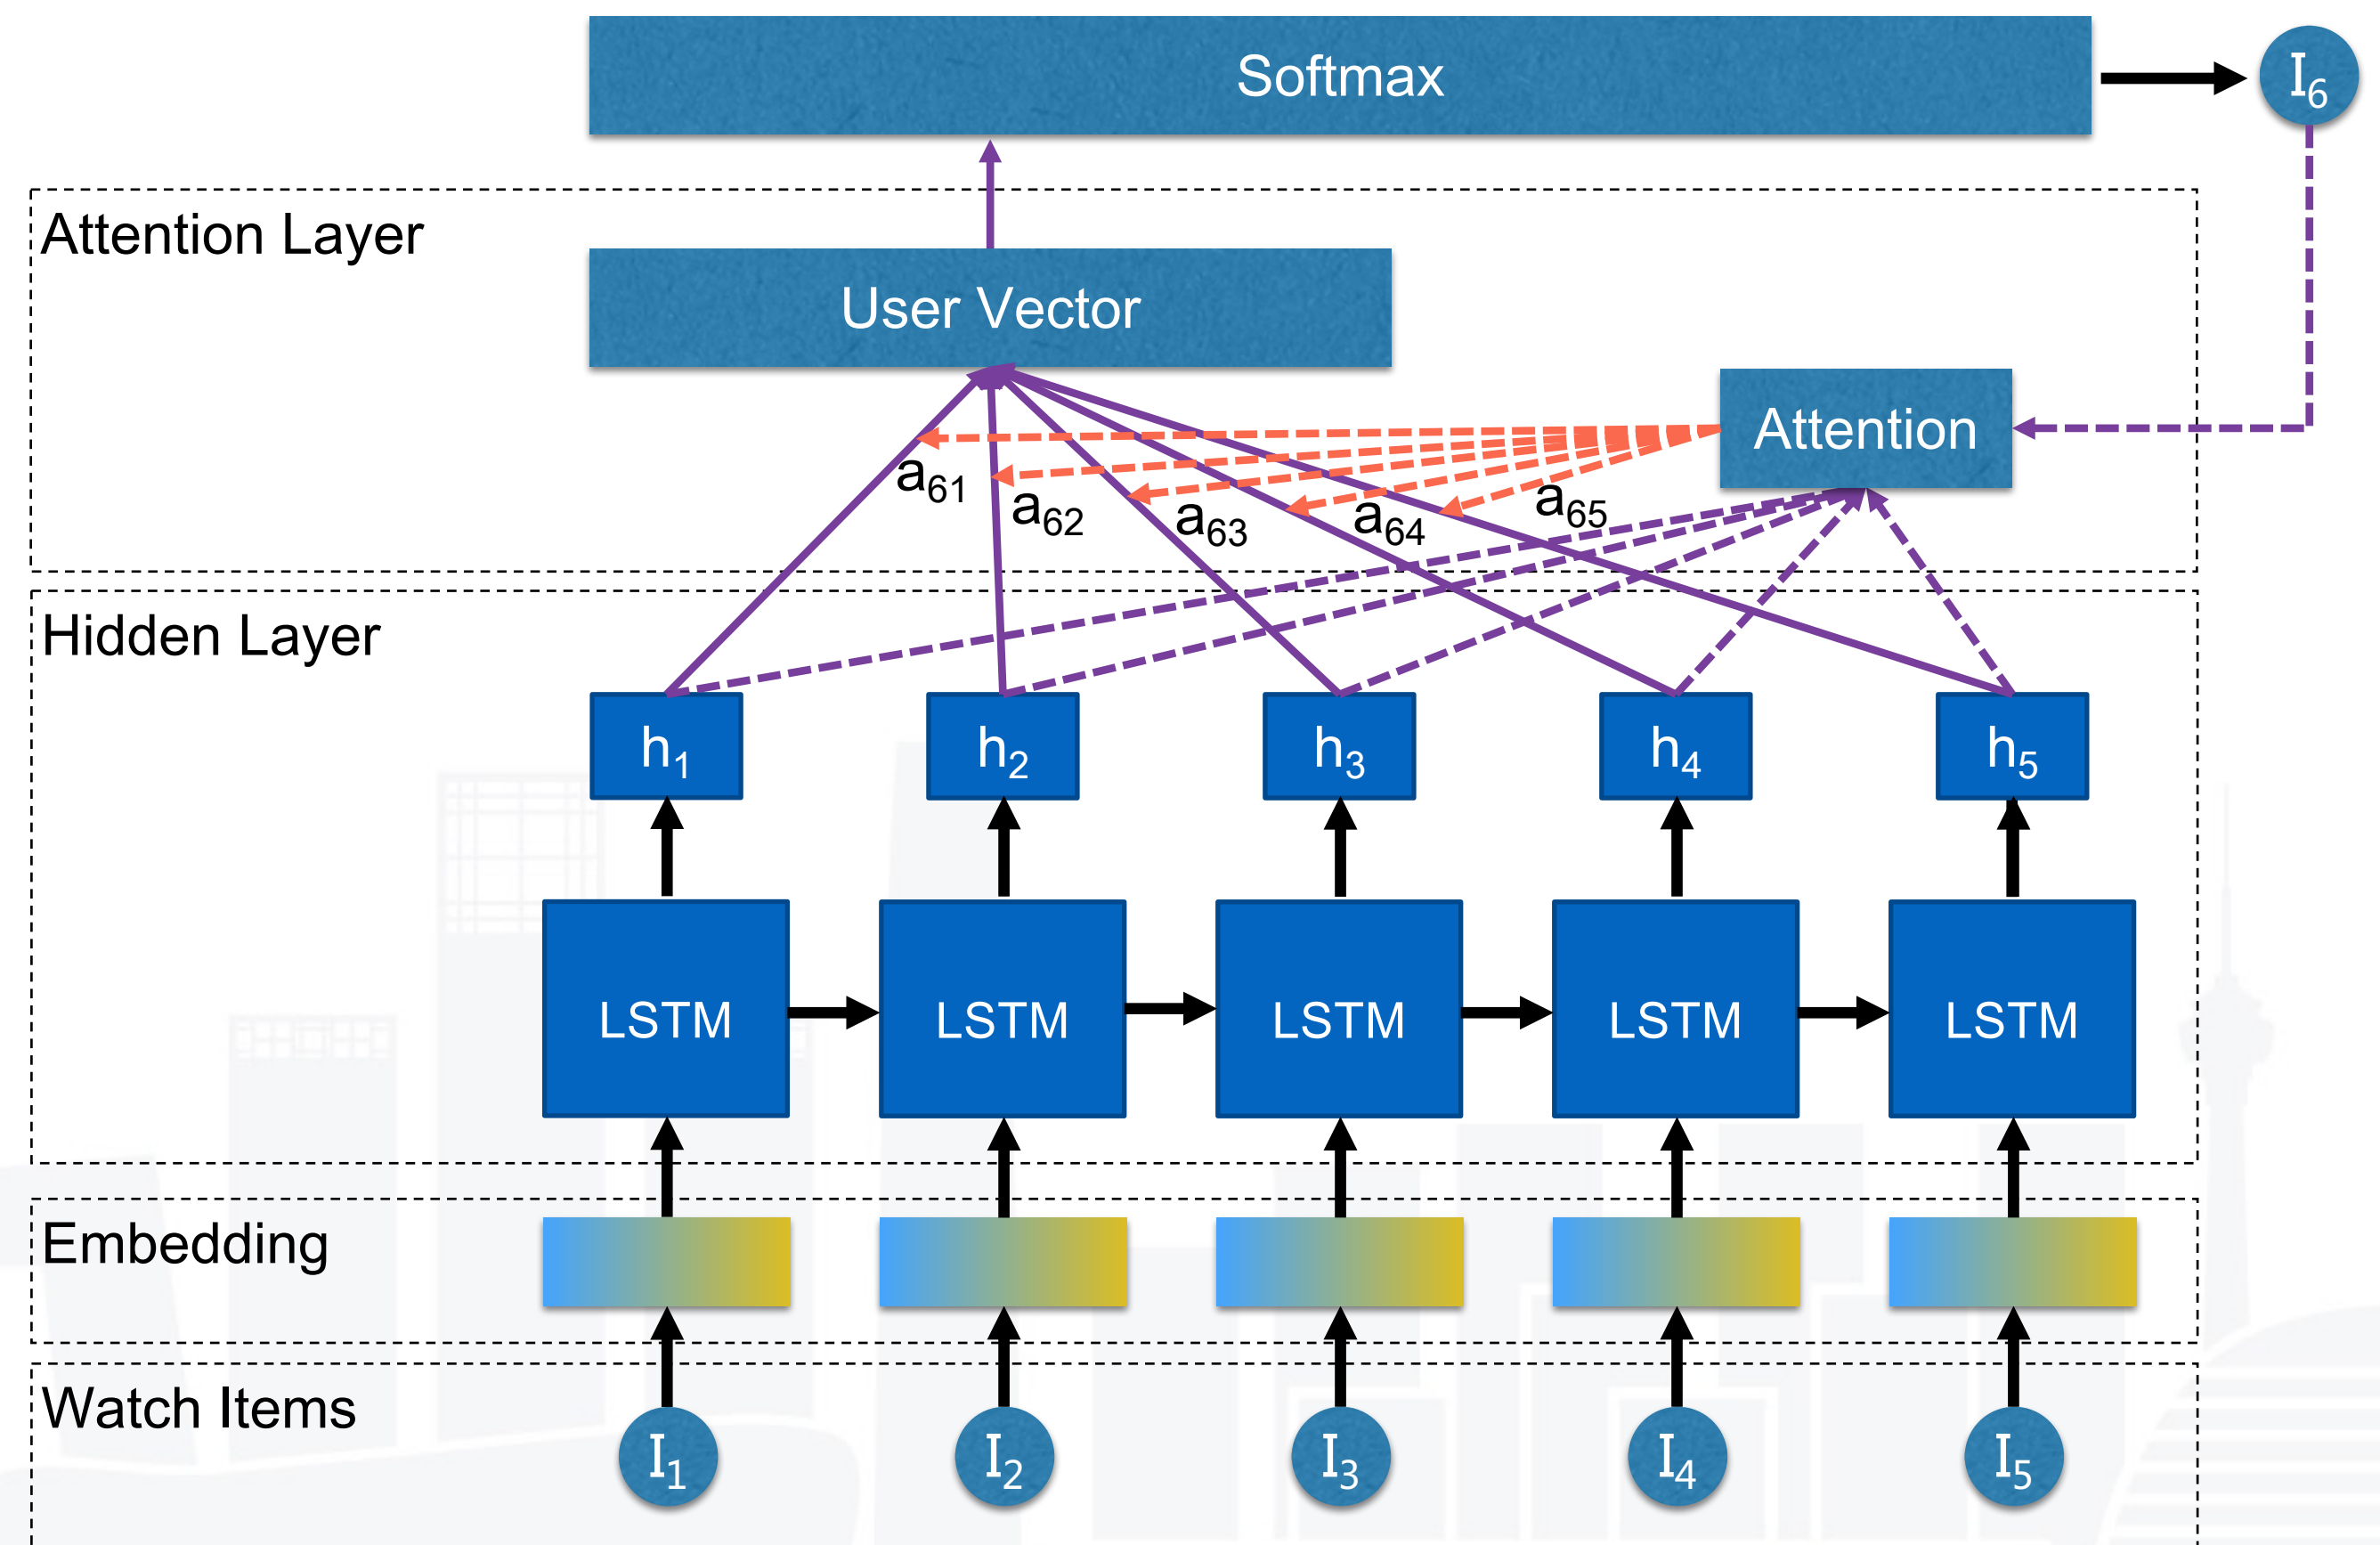 Softmax
I6
Attention Layer
User Vector
Attention
a61
a62
a63
a64
a65
Hidden Layer
h1
h2
h3
h4
h5
LSTM
LSTM
LSTM
LSTM
LSTM
Embedding
Watch Items
I1
I2
I3
I4
I5